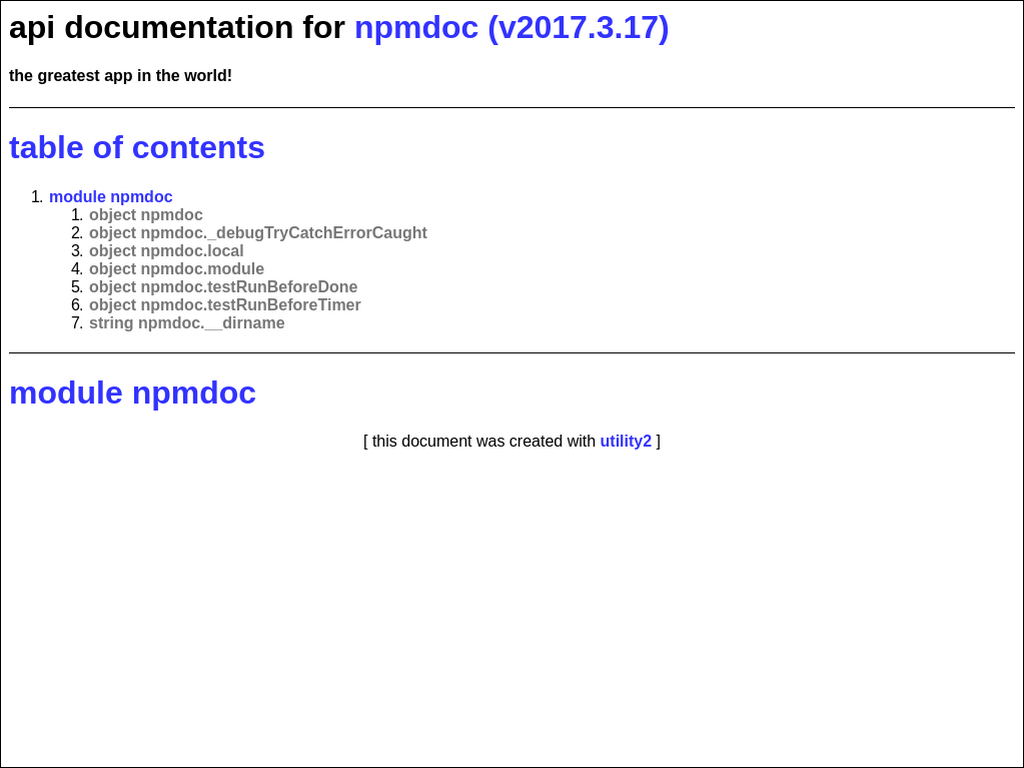 api documentation for npmdoc (v2017.3.17)
the greatest app in the world!
table of contents
1. module npmdoc
1. object npmdoc
2. object npmdoc._debugTryCatchErrorCaught
3. object npmdoc.local
4. object npmdoc.module
5. object npmdoc.testRunBeforeDone
6. object npmdoc.testRunBeforeTimer
7. string npmdoc.__dirname
module npmdoc
[ this document was created with utility2 ]